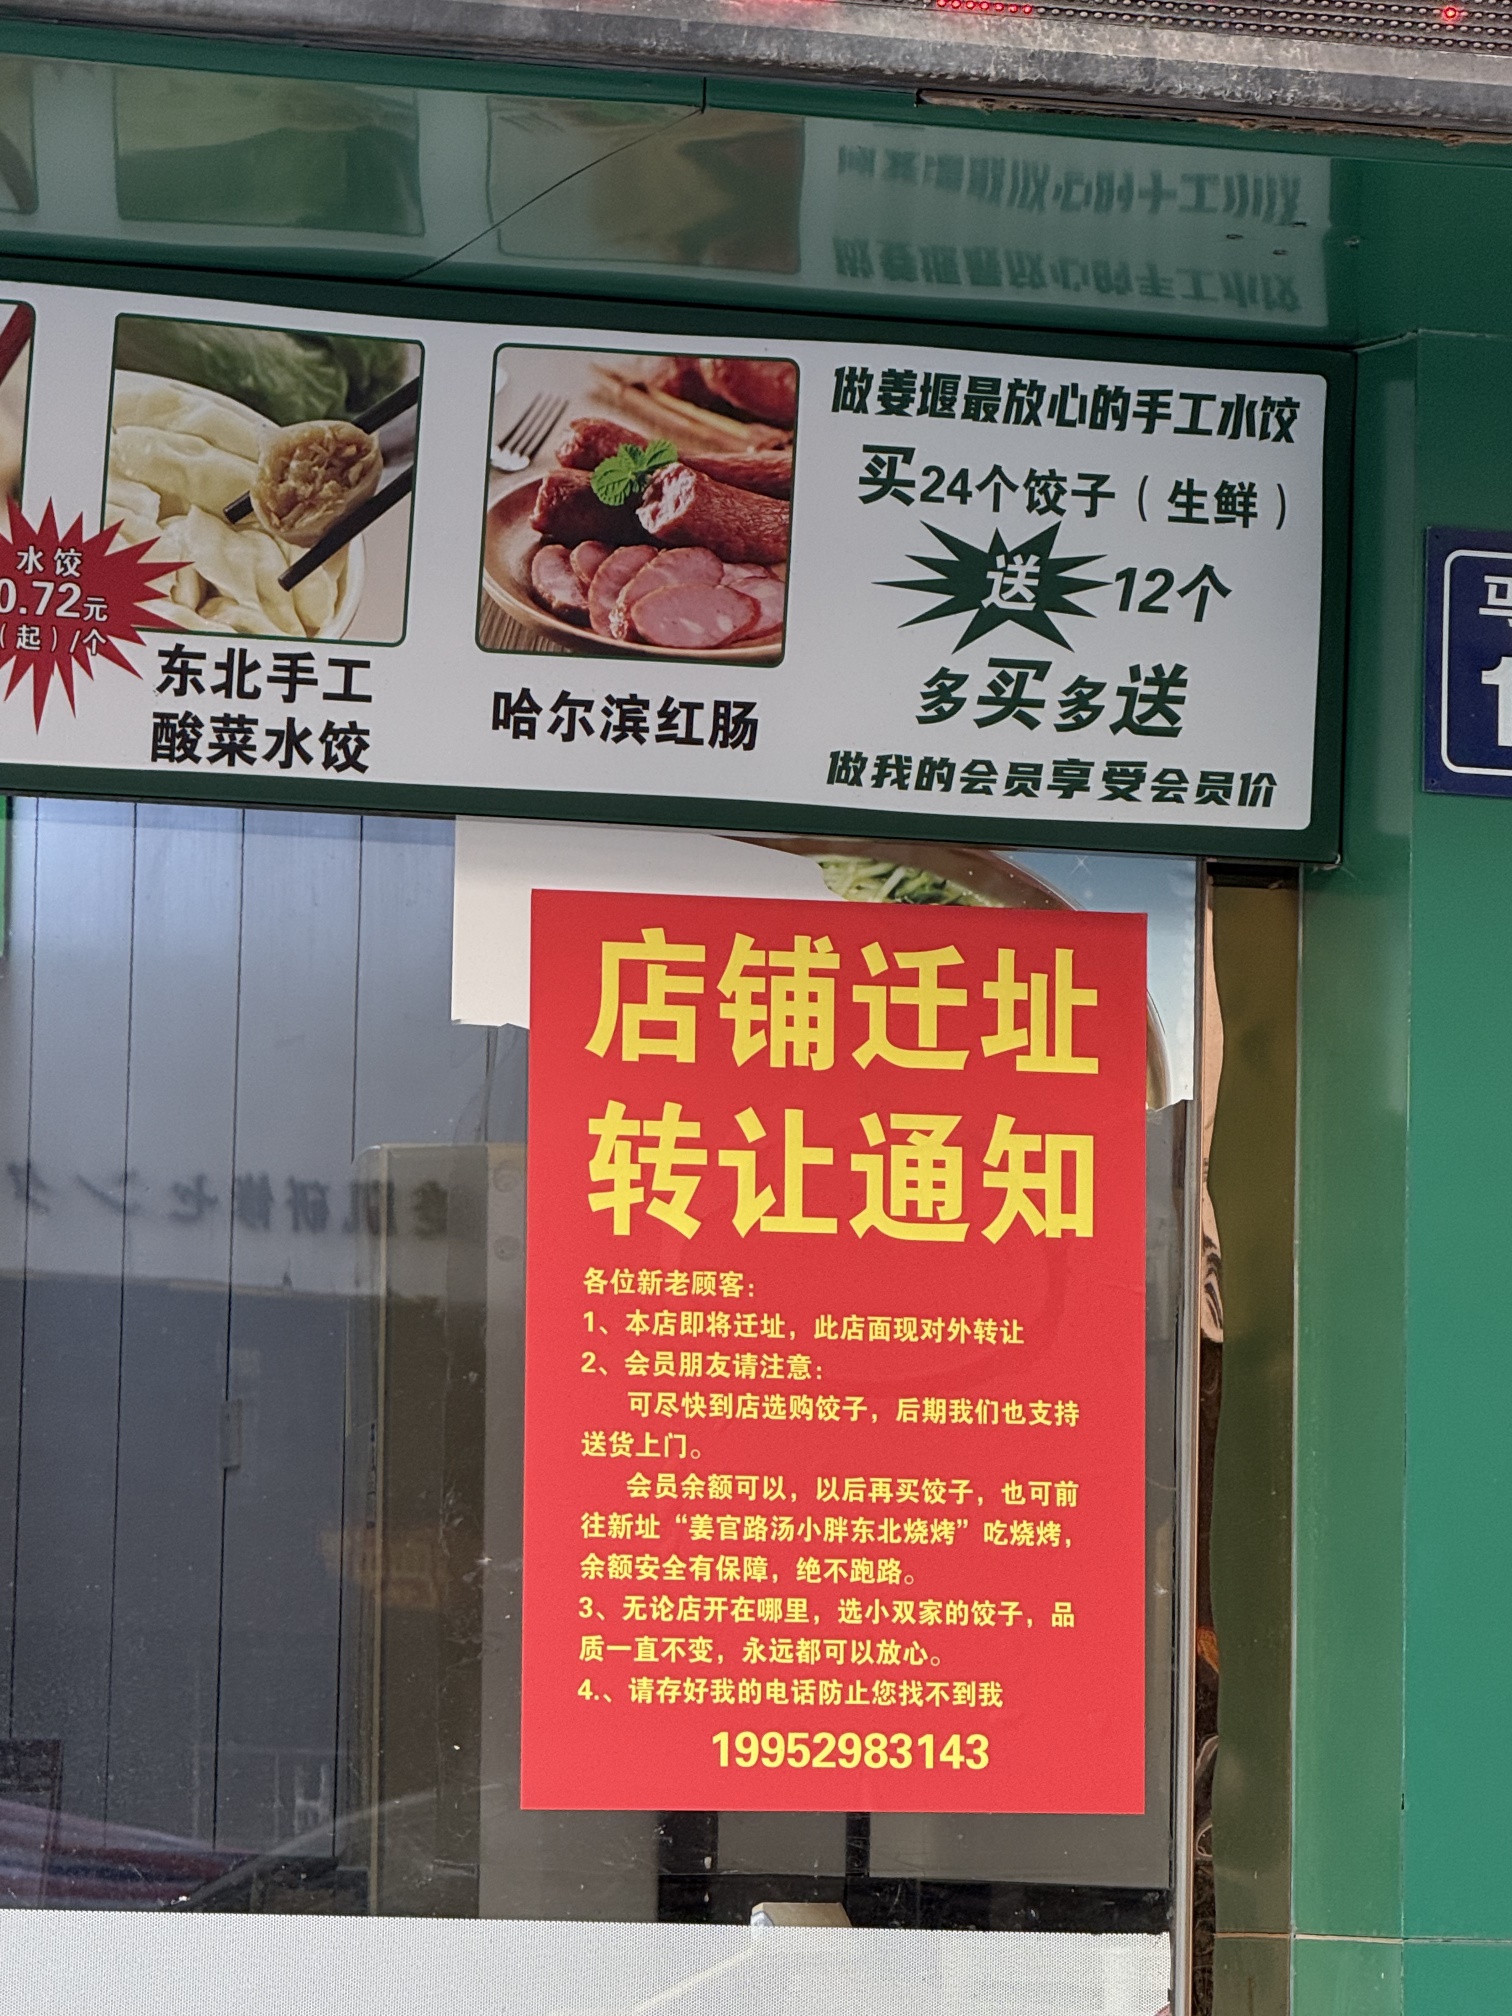 水饺
0.72元
（起）/个
东北手工
酸菜水饺
哈尔滨红肠
做姜堰最放心的手工水饺
买24个饺子（生鲜）
送12个
多买多送
做我的会员享受会员价
店铺迁址
转让通知
各位新老顾客：
1、本店即将迁址，此店面现对外转让
2、会员朋友请注意：
可尽快到店选购饺子，后期我们也支持
送货上门。
会员余额可以，以后再买饺子，也可前
往新址“姜官路汤小胖东北烧烤”吃烧烤，
余额安全有保障，绝不跑路。
3、无论店开在哪里，选小双家的饺子，品
质一直不变，永远都可以放心。
4.、请存好我的电话防止您找不到我
19952983143